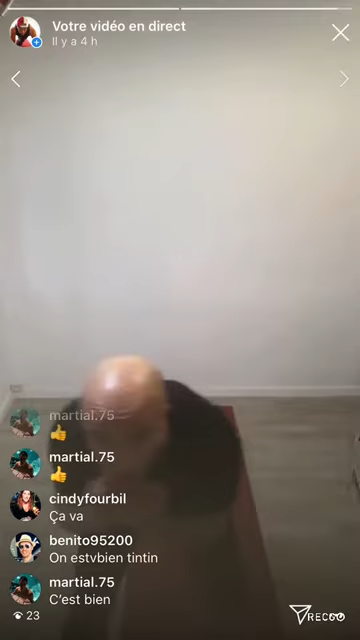 Votre vidéo en direct
Il y a 4 h
martial.75
👍
martial.75
👍
cindyfourbil
Ça va
benito95200
On estvbien tintin
martial.75
C'est bien
23
RECGO